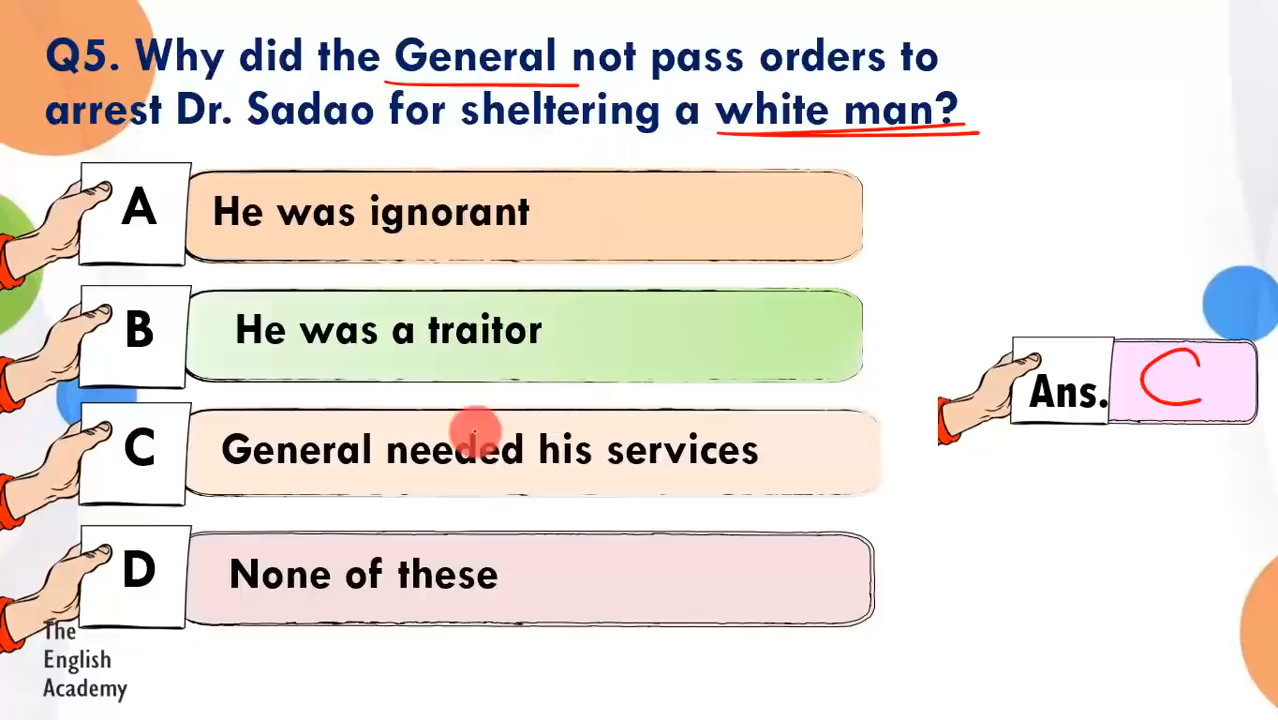 Q5. Why did the General not pass orders to
arrest Dr. Sadao for sheltering a white man?
A
He was ignorant
B
He was a traitor
C
General needed his services
D
None of these
Ans.
C
The
English
Academy